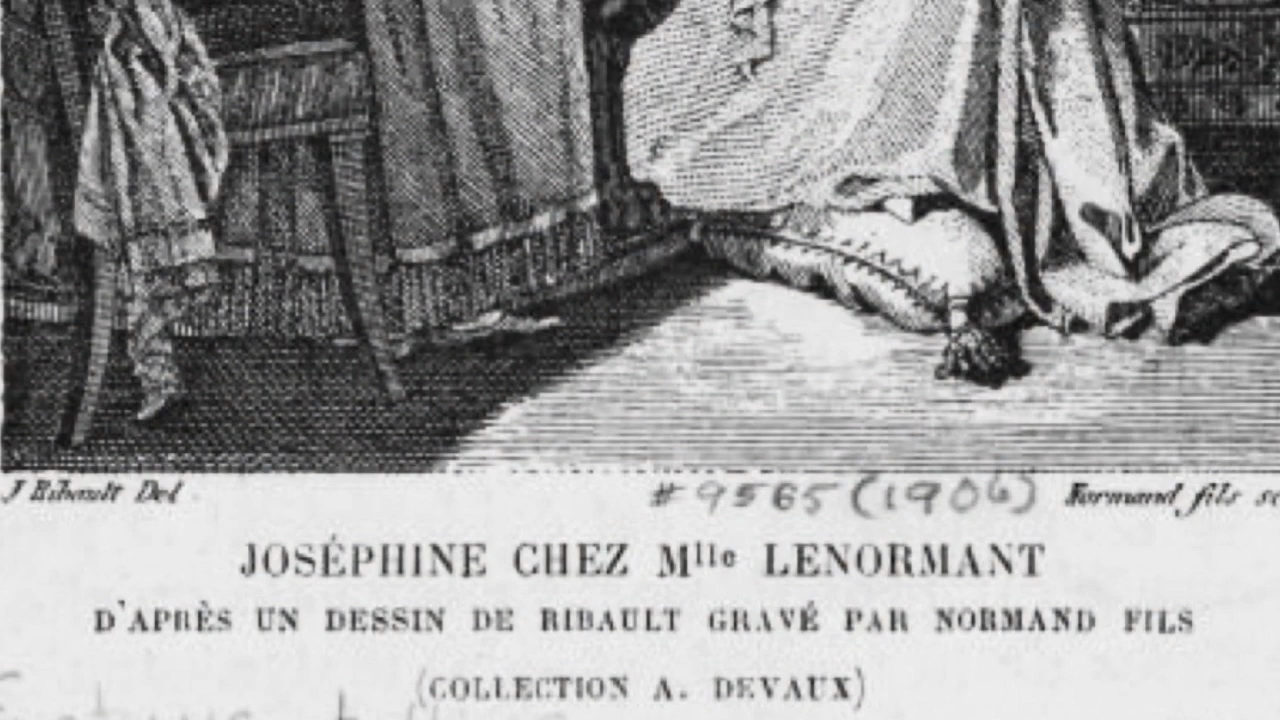 J Ribault Del #9565 (1906) Normand fils sc
JOSÉPHINE CHEZ Mlle LENORMANT
D'APRÈS UN DESSIN DE RIBAULT GRAVÉ PAR NORMAND FILS
(COLLECTION A. DEVAUX)